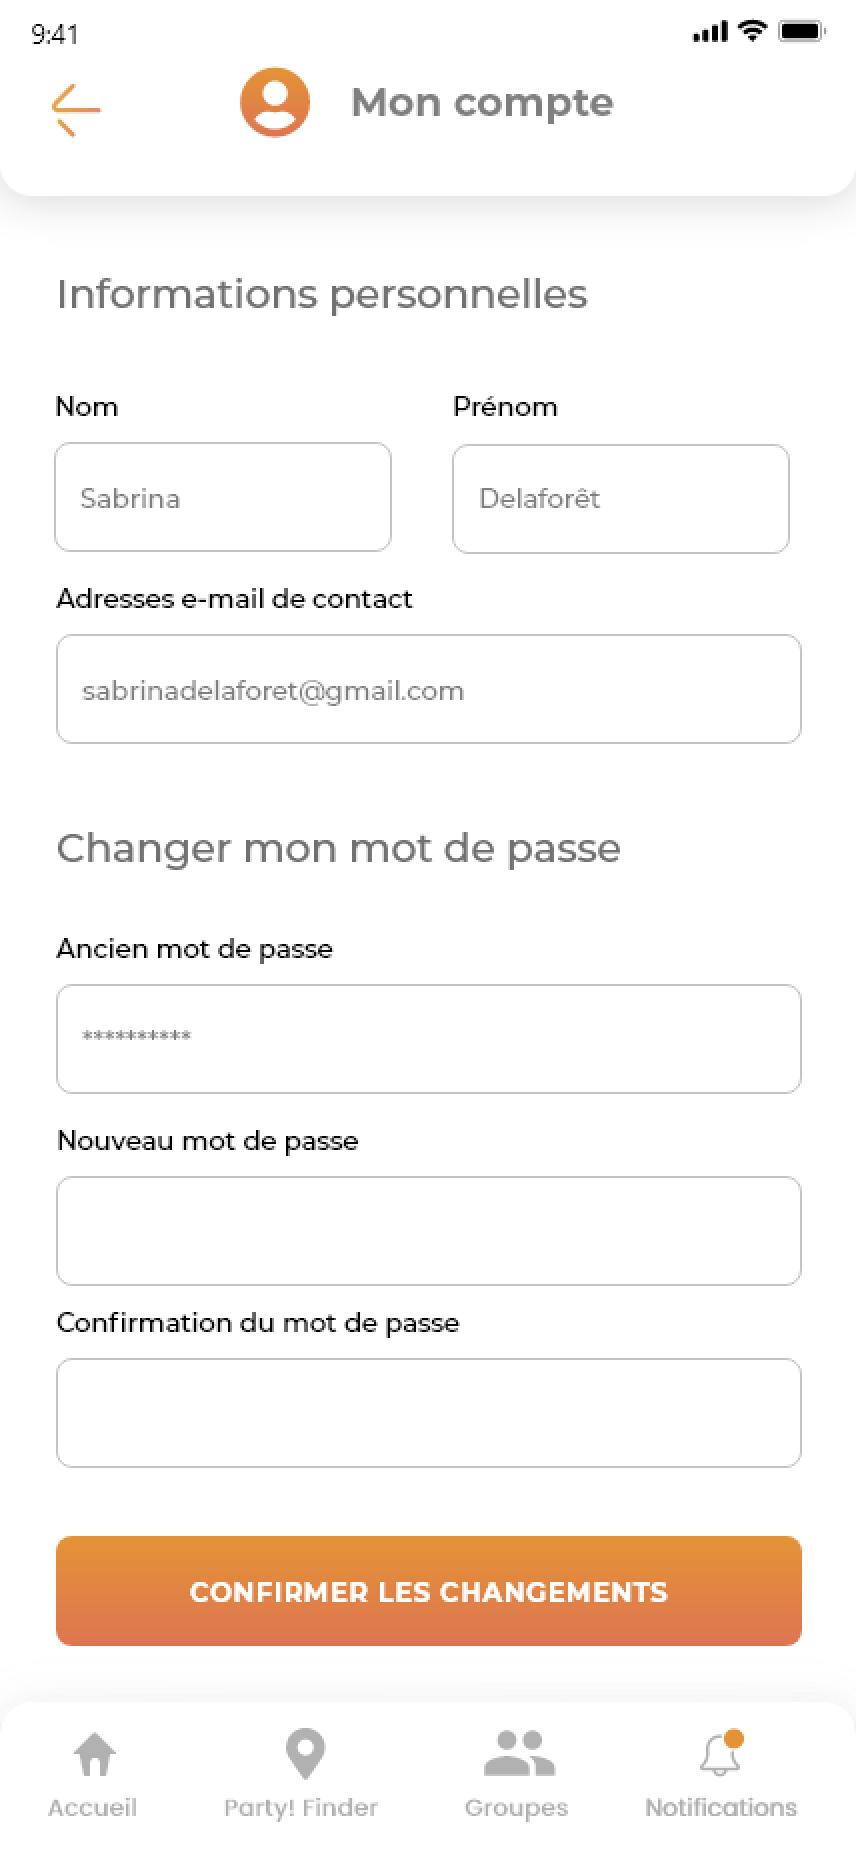 9:41
Mon compte
Informations personnelles
Nom
Prénom
Sabrina
Delaforêt
Adresses e-mail de contact
sabrinadelaforet@gmail.com
Changer mon mot de passe
Ancien mot de passe
**********
Nouveau mot de passe
Confirmation du mot de passe
CONFIRMER LES CHANGEMENTS
Accueil
Party! Finder
Groupes
Notifications